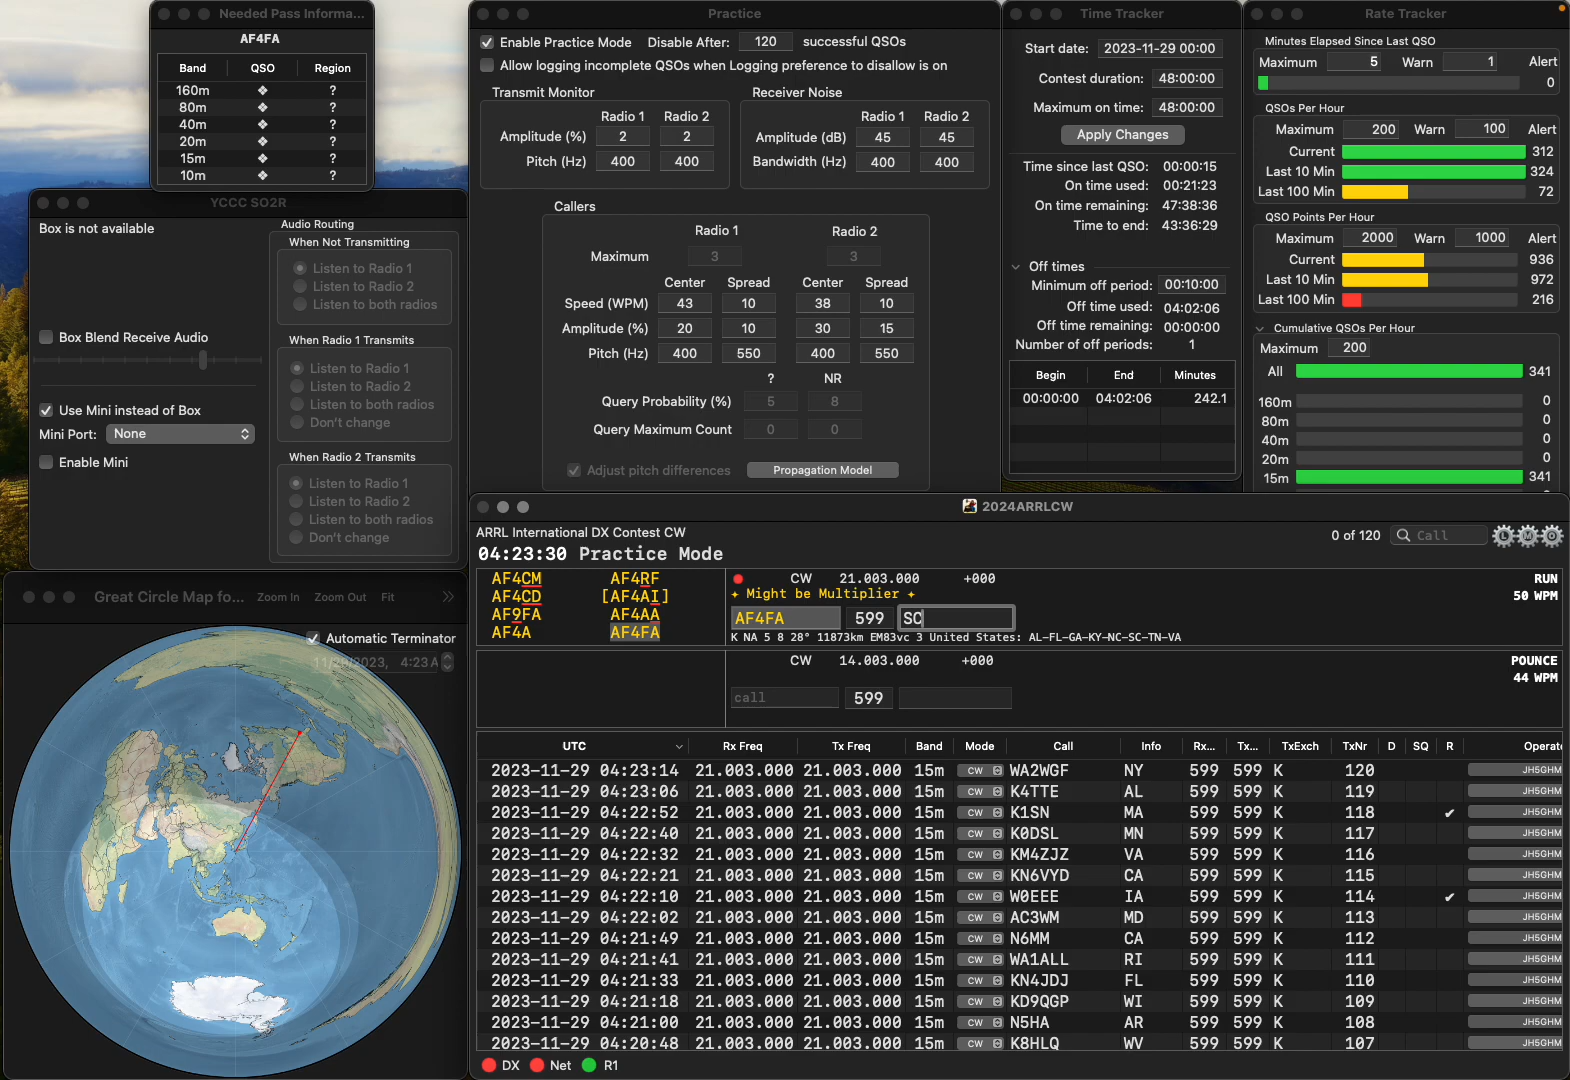 Needed Pass Informa...
AF4FA
Band QSO Region
160m ❖ ?
80m ❖ ?
40m ❖ ?
20m ❖ ?
15m ❖ ?
10m ❖ ?
YCCC SO2R
Box is not available
Audio Routing
When Not Transmitting
Listen to Radio 1
Listen to Radio 2
Listen to both radios
Box Blend Receive Audio
When Radio 1 Transmits
Listen to Radio 1
Listen to Radio 2
Listen to both radios
Don't change
Use Mini instead of Box
Mini Port: None
Enable Mini
When Radio 2 Transmits
Listen to Radio 1
Listen to Radio 2
Listen to both radios
Don't change
Great Circle Map fo... Zoom In Zoom Out Fit »
Automatic Terminator
11/29/2023, 4:23 A
Practice
Enable Practice Mode Disable After: 120 successful QSOs
Allow logging incomplete QSOs when Logging preference to disallow is on
Transmit Monitor
Radio 1 Radio 2
Amplitude (%) 2 2
Pitch (Hz) 400 400
Receiver Noise
Radio 1 Radio 2
Amplitude (dB) 45 45
Bandwidth (Hz) 400 400
Callers
Radio 1 Radio 2
Maximum 3 3
Center Spread Center Spread
Speed (WPM) 43 10 38 10
Amplitude (%) 20 10 30 15
Pitch (Hz) 400 550 400 550
? NR
Query Probability (%) 5 8
Query Maximum Count 0 0
Adjust pitch differences Propagation Model
Time Tracker
Start date: 2023-11-29 00:00
Contest duration: 48:00:00
Maximum on time: 48:00:00
Apply Changes
Time since last QSO: 00:00:15
On time used: 00:21:23
On time remaining: 47:38:36
Time to end: 43:36:29
Off times
Minimum off period: 00:10:00
Off time used: 04:02:06
Off time remaining: 00:00:00
Number of off periods: 1
Begin End Minutes
00:00:00 04:02:06 242.1
Rate Tracker
Minutes Elapsed Since Last QSO
Maximum 5 Warn 1 Alert
0
QSOs Per Hour
Maximum 200 Warn 100 Alert
Current 312
Last 10 Min 324
Last 100 Min 72
QSO Points Per Hour
Maximum 2000 Warn 1000 Alert
Current 936
Last 10 Min 972
Last 100 Min 216
Cumulative QSOs Per Hour
Maximum 200
All 341
160m 0
80m 0
40m 0
20m 0
15m 341
2024ARRLCW
ARRL International DX Contest CW
0 of 120 Call
04:23:30 Practice Mode
AF4CM AF4RF
AF4CD [AF4AI]
AF9FA AF4AA
AF4A AF4FA
CW 21.003.000 +000 RUN
✦ Might be Multiplier ✦ 50 WPM
AF4FA 599 SC
K NA 5 8 28° 11873km EM83vc 3 United States: AL-FL-GA-KY-NC-SC-TN-VA
CW 14.003.000 +000 POUNCE
44 WPM
call 599
UTC Rx Freq Tx Freq Band Mode Call Info Rx... Tx... TxExch TxNr D SQ R Operato
2023-11-29 04:23:14 21.003.000 21.003.000 15m CW WA2WGF NY 599 599 K 120 JH5GHM
2023-11-29 04:23:06 21.003.000 21.003.000 15m CW K4TTE AL 599 599 K 119 JH5GHM
2023-11-29 04:22:52 21.003.000 21.003.000 15m CW K1SN MA 599 599 K 118 ✔ JH5GHM
2023-11-29 04:22:40 21.003.000 21.003.000 15m CW K0DSL MN 599 599 K 117 JH5GHM
2023-11-29 04:22:32 21.003.000 21.003.000 15m CW KM4ZJZ VA 599 599 K 116 JH5GHM
2023-11-29 04:22:21 21.003.000 21.003.000 15m CW KN6VYD CA 599 599 K 115 JH5GHM
2023-11-29 04:22:10 21.003.000 21.003.000 15m CW W0EEE IA 599 599 K 114 ✔ JH5GHM
2023-11-29 04:22:02 21.003.000 21.003.000 15m CW AC3WM MD 599 599 K 113 JH5GHM
2023-11-29 04:21:49 21.003.000 21.003.000 15m CW N6MM CA 599 599 K 112 JH5GHM
2023-11-29 04:21:41 21.003.000 21.003.000 15m CW WA1ALL RI 599 599 K 111 JH5GHM
2023-11-29 04:21:33 21.003.000 21.003.000 15m CW KN4JDJ FL 599 599 K 110 JH5GHM
2023-11-29 04:21:18 21.003.000 21.003.000 15m CW KD9QGP WI 599 599 K 109 JH5GHM
2023-11-29 04:21:00 21.003.000 21.003.000 15m CW N5HA AR 599 599 K 108 JH5GHM
2023-11-29 04:20:48 21.003.000 21.003.000 15m CW K8HLQ WV 599 599 K 107 JH5GHM
DX Net R1